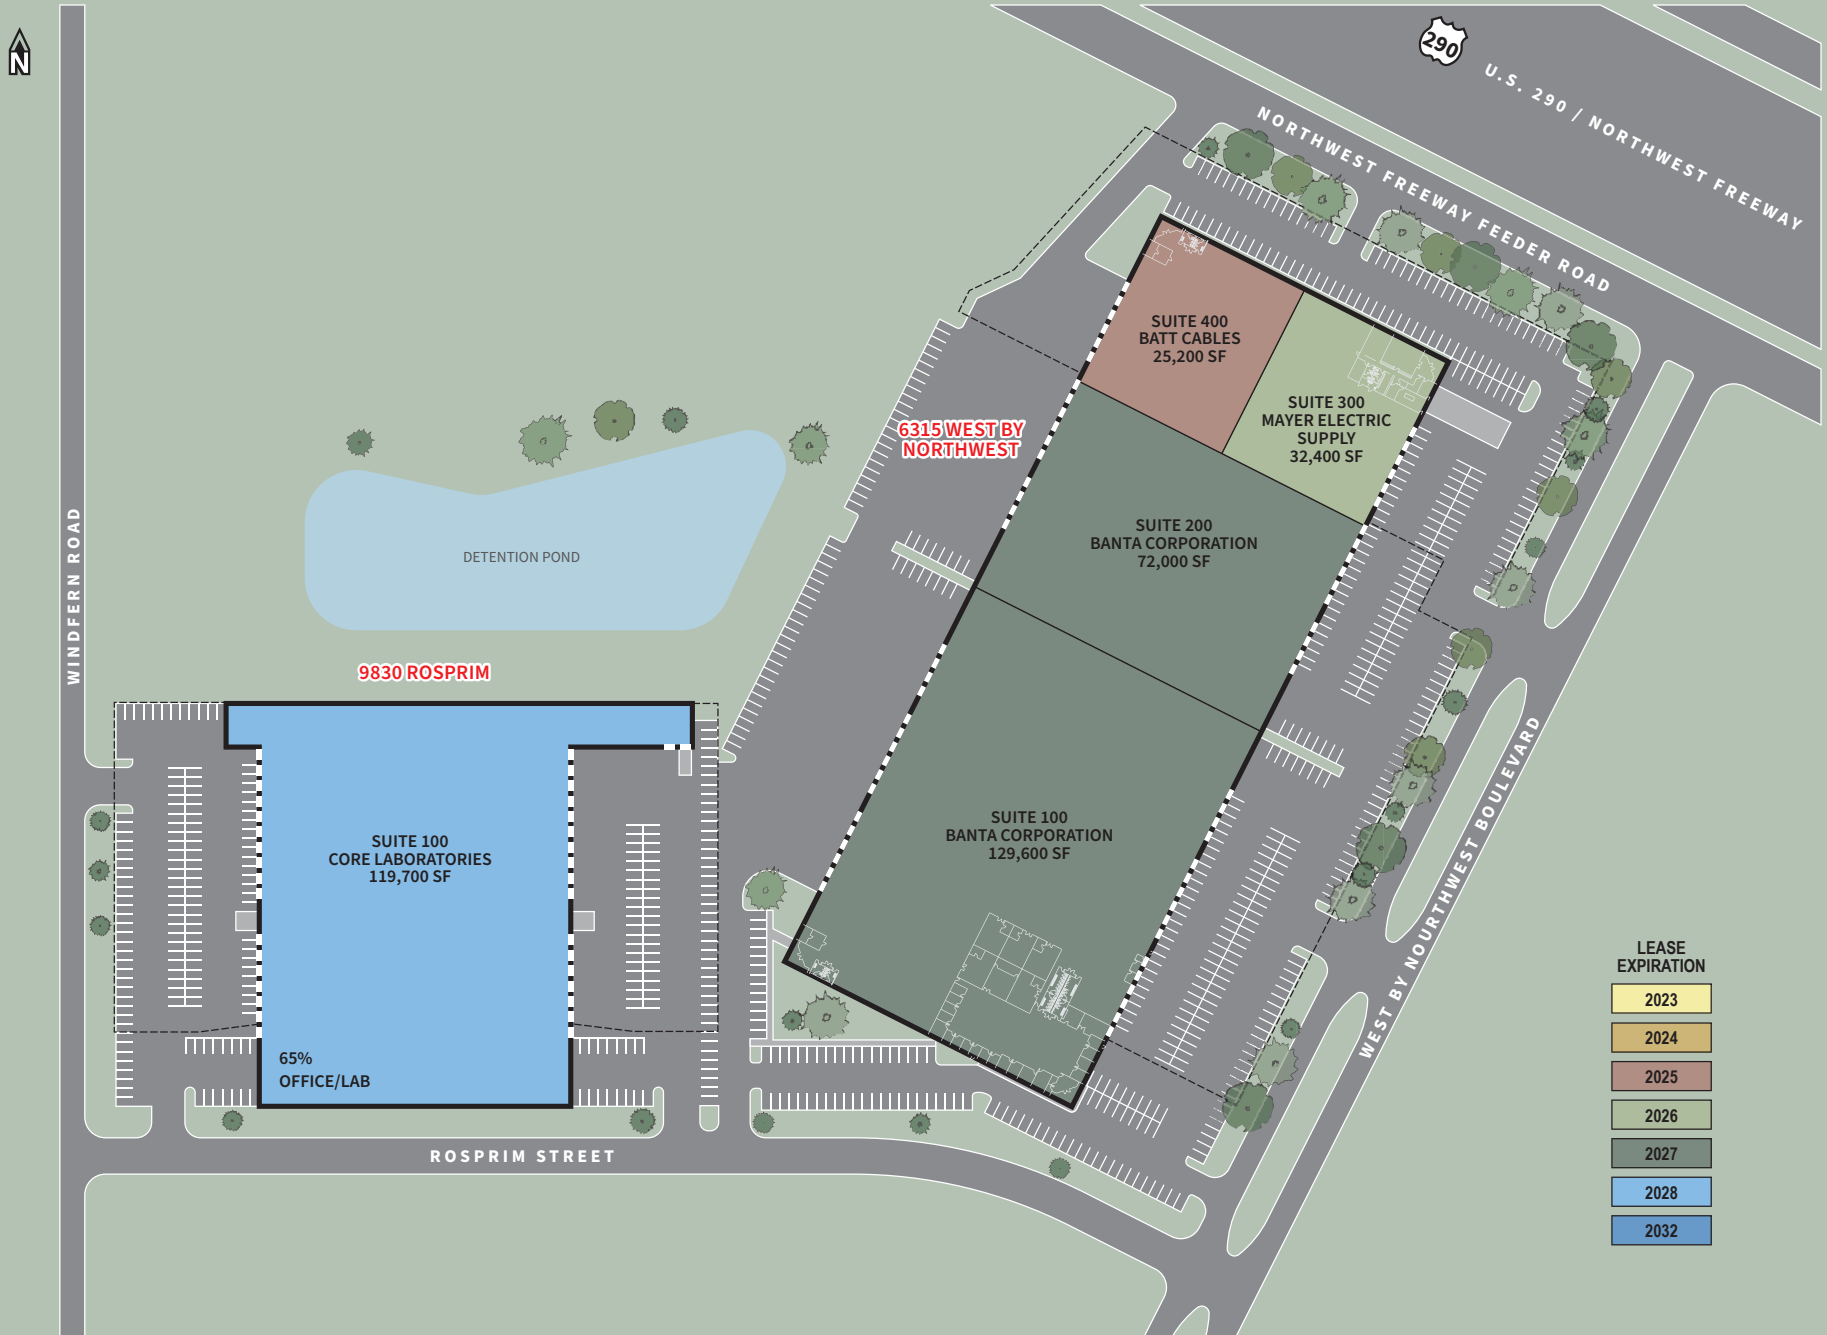 N
290
U.S. 290 / NORTHWEST FREEWAY
NORTHWEST FREEWAY FEEDER ROAD
SUITE 400
BATT CABLES
25,200 SF
SUITE 300
MAYER ELECTRIC
SUPPLY
32,400 SF
6315 WEST BY
NORTHWEST
SUITE 200
BANTA CORPORATION
72,000 SF
DETENTION POND
WINDFERN ROAD
9830 ROSPRIM
SUITE 100
CORE LABORATORIES
119,700 SF
SUITE 100
BANTA CORPORATION
129,600 SF
WEST BY NOURTHWEST BOULEVARD
65%
OFFICE/LAB
ROSPRIM STREET
LEASE
EXPIRATION
2023
2024
2025
2026
2027
2028
2032